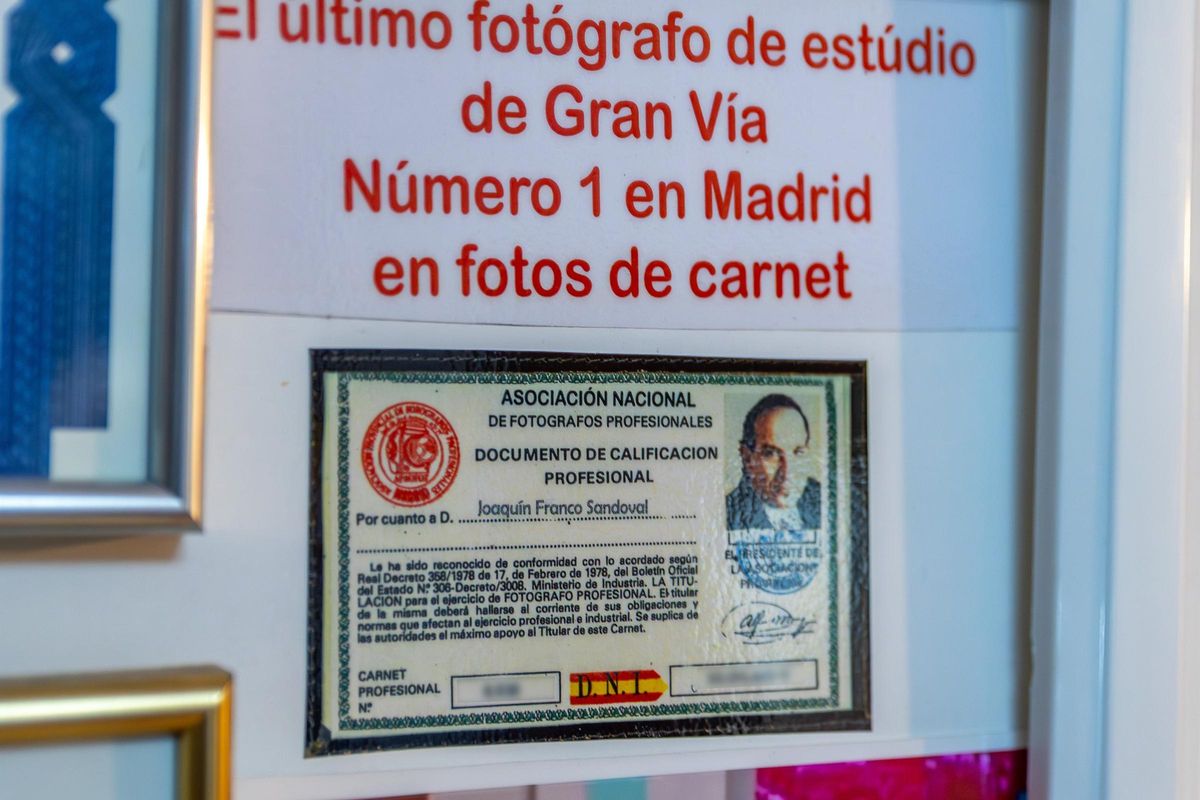 El último fotógrafo de estúdio
de Gran Vía
Número 1 en Madrid
en fotos de carnet
ASOCIACIÓN NACIONAL
DE FOTOGRAFOS PROFESIONALES
DOCUMENTO DE CALIFICACION
PROFESIONAL
Por cuanto a D. Joaquín Franco Sandoval
Le ha sido reconocido de conformidad con lo acordado según
Real Decreto 358/1978 de 17, de Febrero de 1978, del Boletín Oficial
del Estado N.º 306-Decreto/3008. Ministerio de Industria. LA TITU-
LACION para el ejercicio de FOTOGRAFO PROFESIONAL. El titular
de la misma deberá hallarse al corriente de sus obligaciones y
normas que afectan al ejercicio profesional e industrial. Se suplica de
las autoridades el máximo apoyo al Titular de este Carnet.
EL PRESIDENTE DE
LA ASOCIACION
CARNET
PROFESIONAL
N.º
D.N.I.